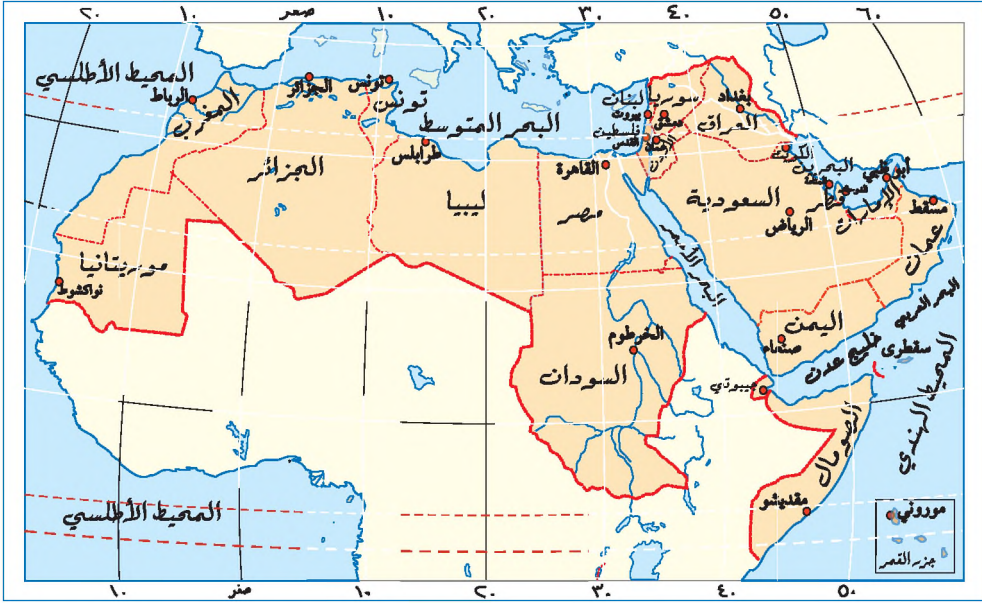 ٢٠
١٠
صفر
١٠
٢٠
٣٠
٤٠
٥٠
٦٠
المحيط الأطلسي
الرباط
المغرب
الجزائر
الجزائر
تونس
تونس
البحر المتوسط
طرابلس
ليبيا
القاهرة
مصر
لبنان
بيروت
سوريا
دمشق
فلسطين
القدس
الأردن
بغداد
العراق
الكويت
البحرين
قطر
أبو ظبي
الإمارات
مسقط
عمان
السعودية
الرياض
البحر الأحمر
موريتانيا
نواكشوط
الخرطوم
السودان
اليمن
صنعاء
خليج عدن
البحر العربي
سقطرى
المحيط الهندي
جيبوتي
الصومال
مقديشو
موروني
جزر القمر
المحيط الأطلسي
١٠
صفر
١٠
٢٠
٣٠
٤٠
٥٠